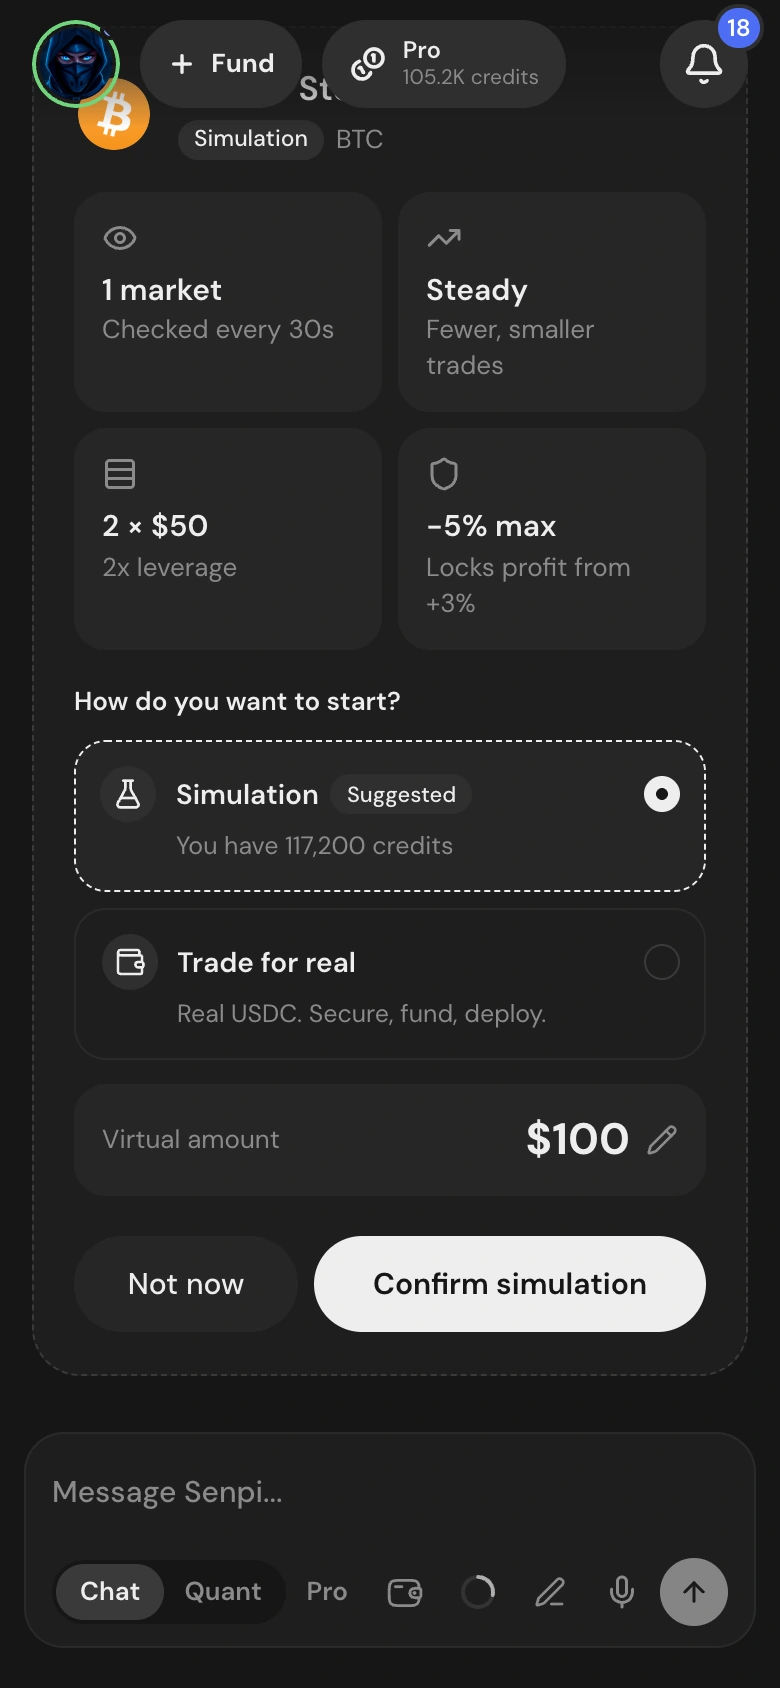 18
Fund
Pro
105.2K credits
Simulation
BTC
1 market
Checked every 30s
Steady
Fewer, smaller
trades
2 × $50
2x leverage
-5% max
Locks profit from
+3%
How do you want to start?
Simulation
Suggested
You have 117,200 credits
Trade for real
Real USDC. Secure, fund, deploy.
Virtual amount
$100
Not now
Confirm simulation
Message Senpi...
Chat
Quant
Pro